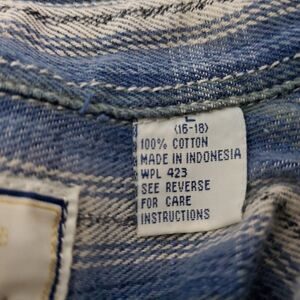 L
(16-18)
100% COTTON
MADE IN INDONESIA
WPL 423
SEE REVERSE
FOR CARE
INSTRUCTIONS